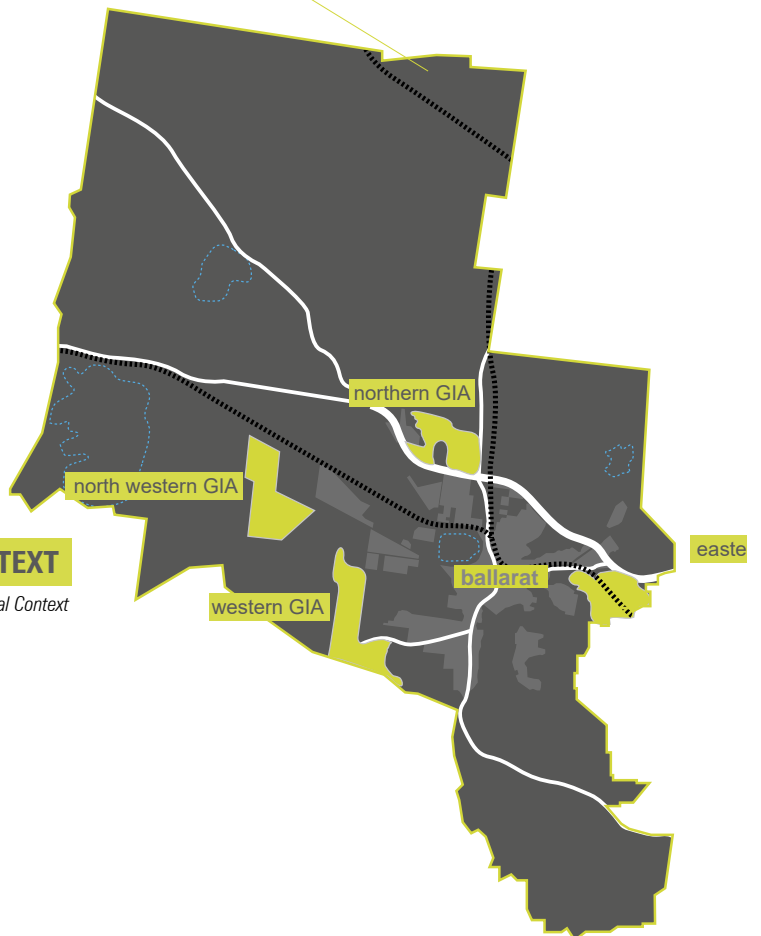 northern GIA
north western GIA
easte
TEXT
ballarat
al Context
western GIA